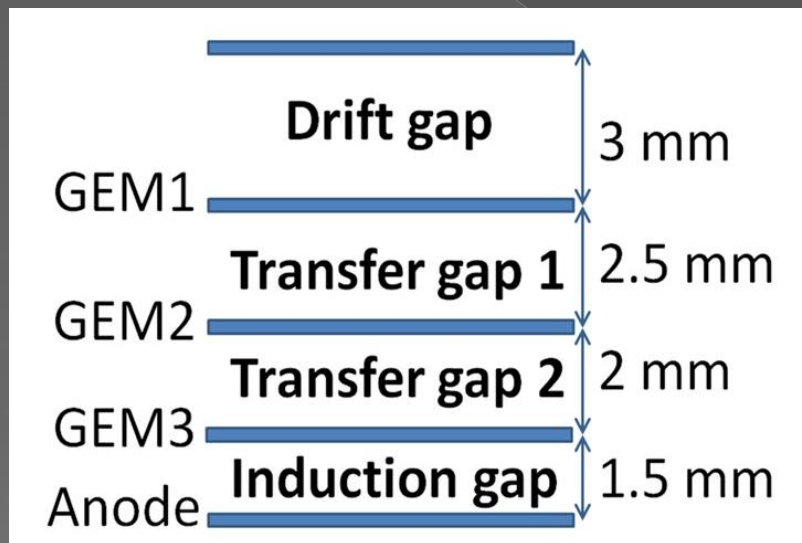 Drift gap
3 mm
GEM1
Transfer gap 1
2.5 mm
GEM2
Transfer gap 2
2 mm
GEM3
Induction gap
1.5 mm
Anode